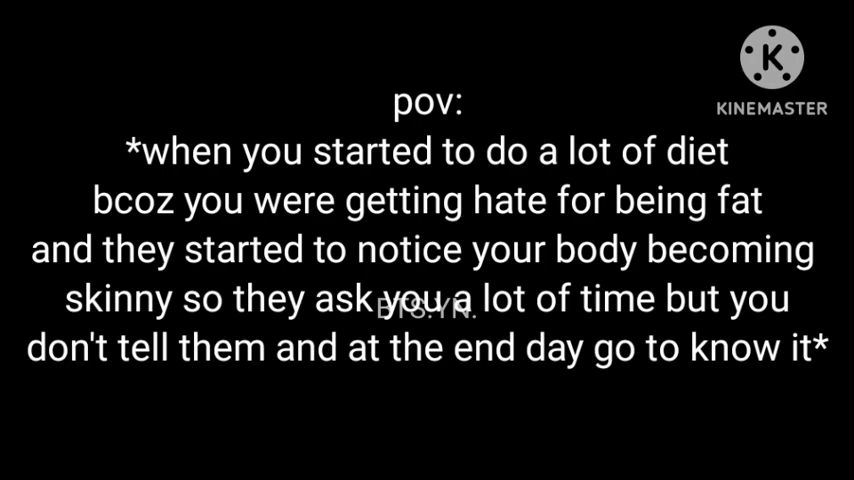 KINEMASTER
pov:
*when you started to do a lot of diet
bcoz you were getting hate for being fat
and they started to notice your body becoming
skinny so they ask you a lot of time but you
BTS.YN.
don't tell them and at the end day go to know it*